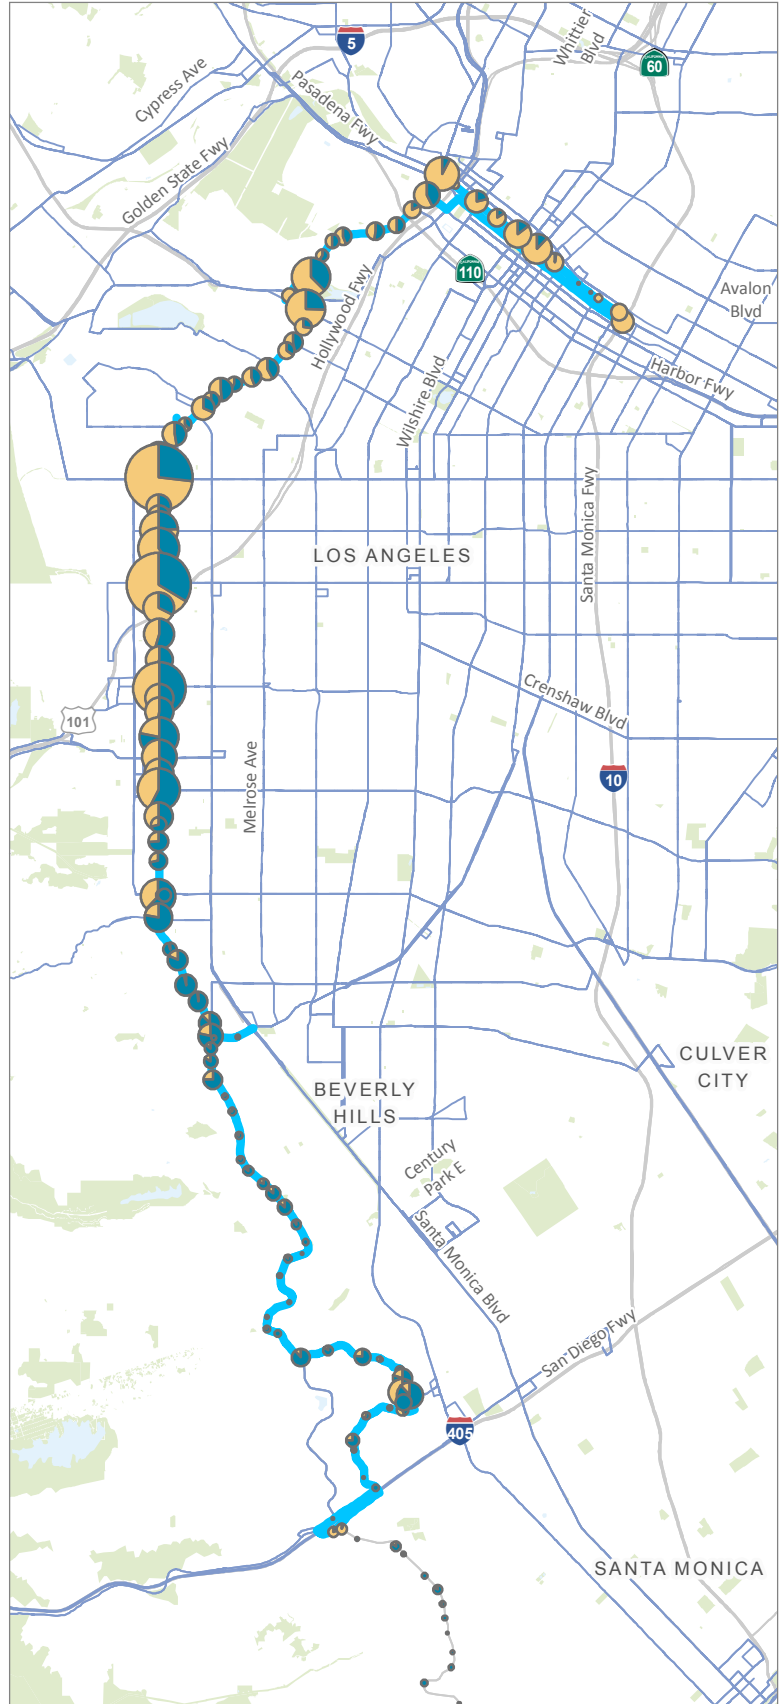 5
Whittier
Blvd
CALIFORNIA
60
Cypress Ave
Pasadena Fwy
Golden State Fwy
CALIFORNIA
110
Avalon
Blvd
Hollywood Fwy
Harbor Fwy
Wilshire Blvd
Santa Monica Fwy
LOS ANGELES
Crenshaw Blvd
101
Melrose Ave
10
CULVER
CITY
BEVERLY
HILLS
Century
Park E
Santa Monica Blvd
San Diego Fwy
405
SANTA MONICA